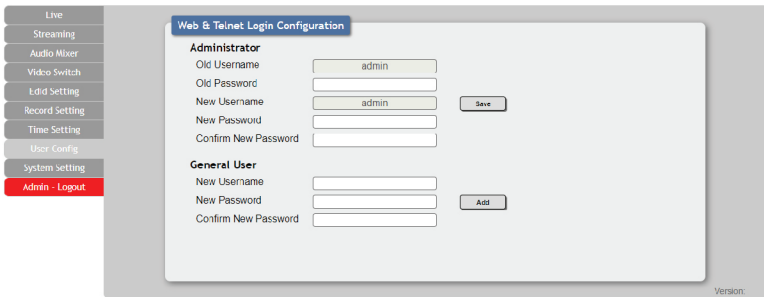 Live
Streaming
Audio Mixer
Video Switch
Edid Setting
Record Setting
Time Setting
User Config
System Setting
Admin - Logout
Web & Telnet Login Configuration
Administrator
Old Username admin
Old Password
New Username admin Save
New Password
Confirm New Password
General User
New Username
New Password Add
Confirm New Password
Version: